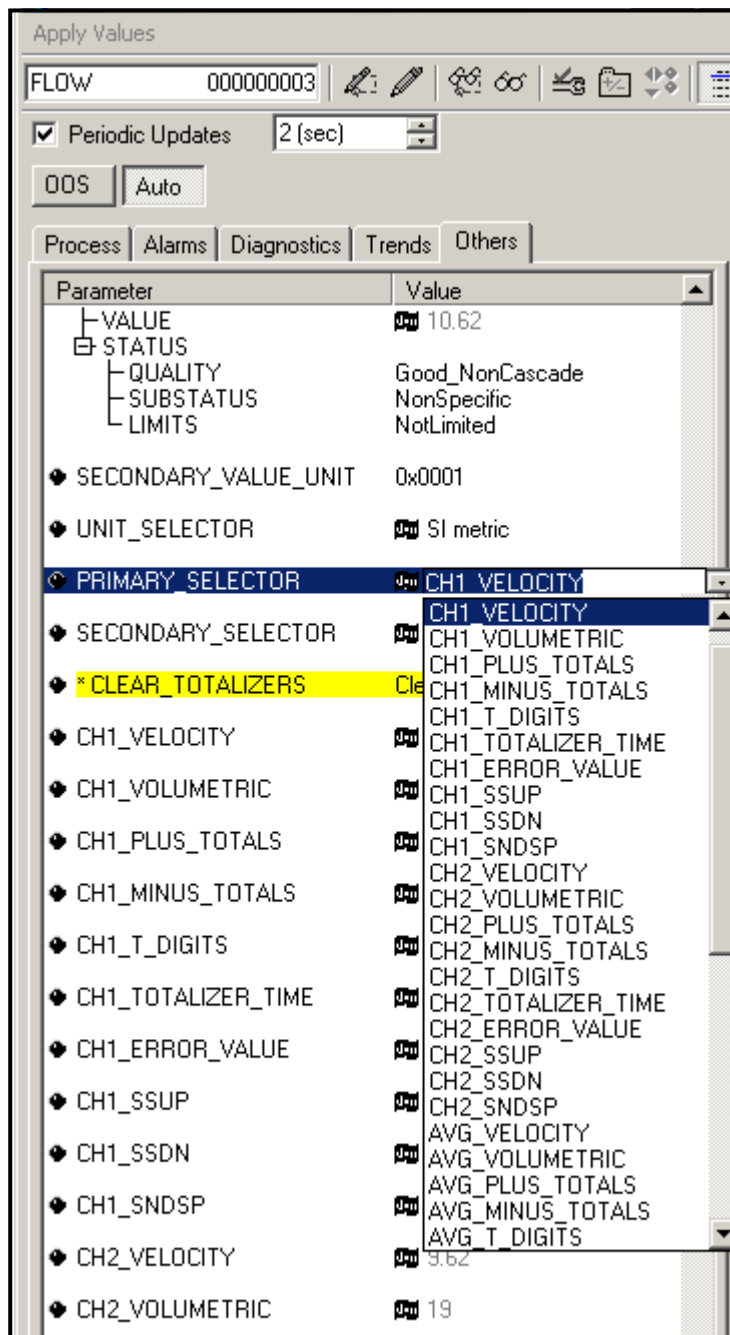 Apply Values
FLOW 000000003
Periodic Updates 2 (sec)
OOS Auto
Process Alarms Diagnostics Trends Others
Parameter Value
VALUE 10.62
STATUS
QUALITY Good_NonCascade
SUBSTATUS NonSpecific
LIMITS NotLimited
SECONDARY_VALUE_UNIT 0x0001
UNIT_SELECTOR SI metric
PRIMARY_SELECTOR CH1_VELOCITY
SECONDARY_SELECTOR
* CLEAR_TOTALIZERS Cle
CH1_VELOCITY
CH1_VOLUMETRIC
CH1_PLUS_TOTALS
CH1_MINUS_TOTALS
CH1_T_DIGITS
CH1_TOTALIZER_TIME
CH1_ERROR_VALUE
CH1_SSUP
CH1_SSDN
CH1_SNDSP
CH2_VELOCITY 9.62
CH2_VOLUMETRIC 19
CH1_VELOCITY
CH1_VOLUMETRIC
CH1_PLUS_TOTALS
CH1_MINUS_TOTALS
CH1_T_DIGITS
CH1_TOTALIZER_TIME
CH1_ERROR_VALUE
CH1_SSUP
CH1_SSDN
CH1_SNDSP
CH2_VELOCITY
CH2_VOLUMETRIC
CH2_PLUS_TOTALS
CH2_MINUS_TOTALS
CH2_T_DIGITS
CH2_TOTALIZER_TIME
CH2_ERROR_VALUE
CH2_SSUP
CH2_SSDN
CH2_SNDSP
AVG_VELOCITY
AVG_VOLUMETRIC
AVG_PLUS_TOTALS
AVG_MINUS_TOTALS
AVG_T_DIGITS